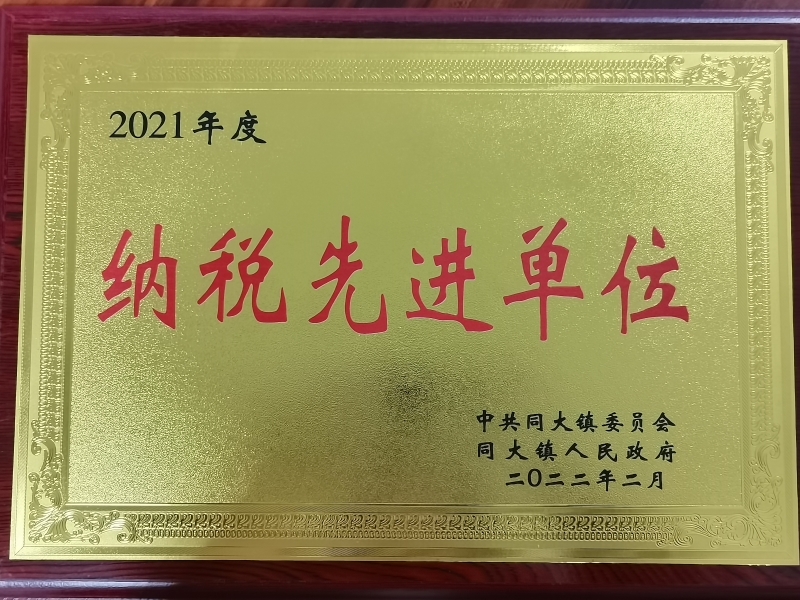 2021年度
纳税先进单位
中共同大镇委员会
同大镇人民政府
二〇二二年二月